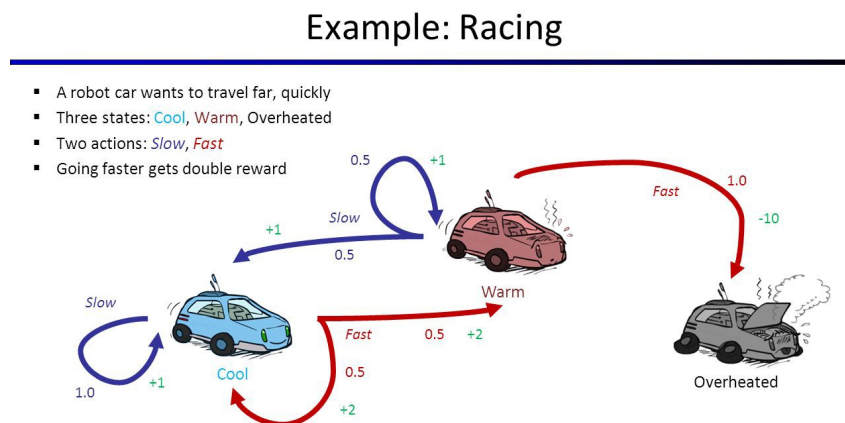 Example: Racing
▪ A robot car wants to travel far, quickly
▪ Three states: Cool, Warm, Overheated
▪ Two actions: Slow, Fast
▪ Going faster gets double reward
0.5
+1
Slow
+1
0.5
Fast
1.0
-10
Warm
Slow
1.0
+1
Cool
Fast
0.5
+2
0.5
+2
Overheated